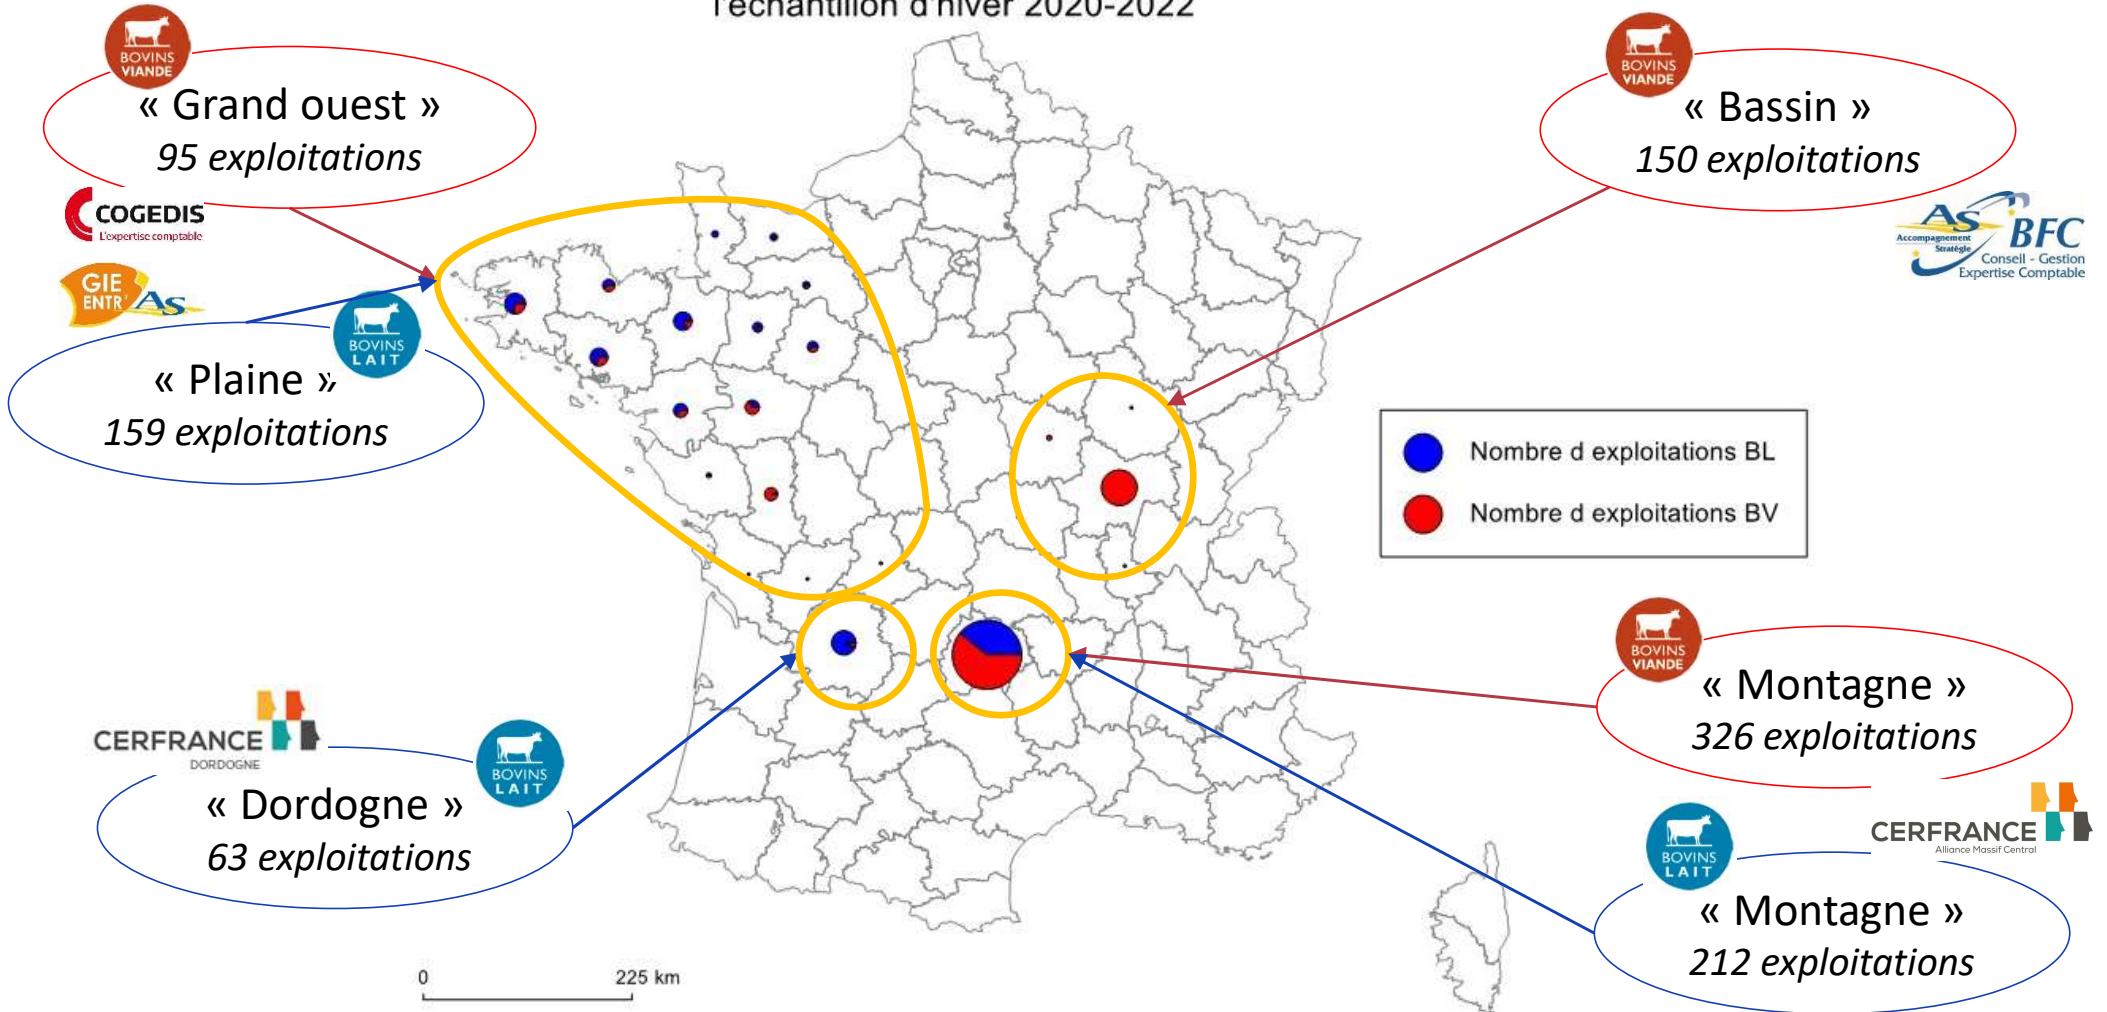 l'échantillon d'hiver 2020-2022
BOVINS
VIANDE
« Grand ouest »
95 exploitations
COGEDIS
L'expertise comptable
GIE
ENTR'AS
BOVINS
LAIT
« Plaine »
159 exploitations
BOVINS
VIANDE
« Bassin »
150 exploitations
AS BFC
Accompagnement
Stratégie
Conseil - Gestion
Expertise Comptable
Nombre d exploitations BL
Nombre d exploitations BV
CERFRANCE
DORDOGNE
BOVINS
LAIT
« Dordogne »
63 exploitations
BOVINS
VIANDE
« Montagne »
326 exploitations
CERFRANCE
Alliance Massif Central
BOVINS
LAIT
« Montagne »
212 exploitations
0 225 km